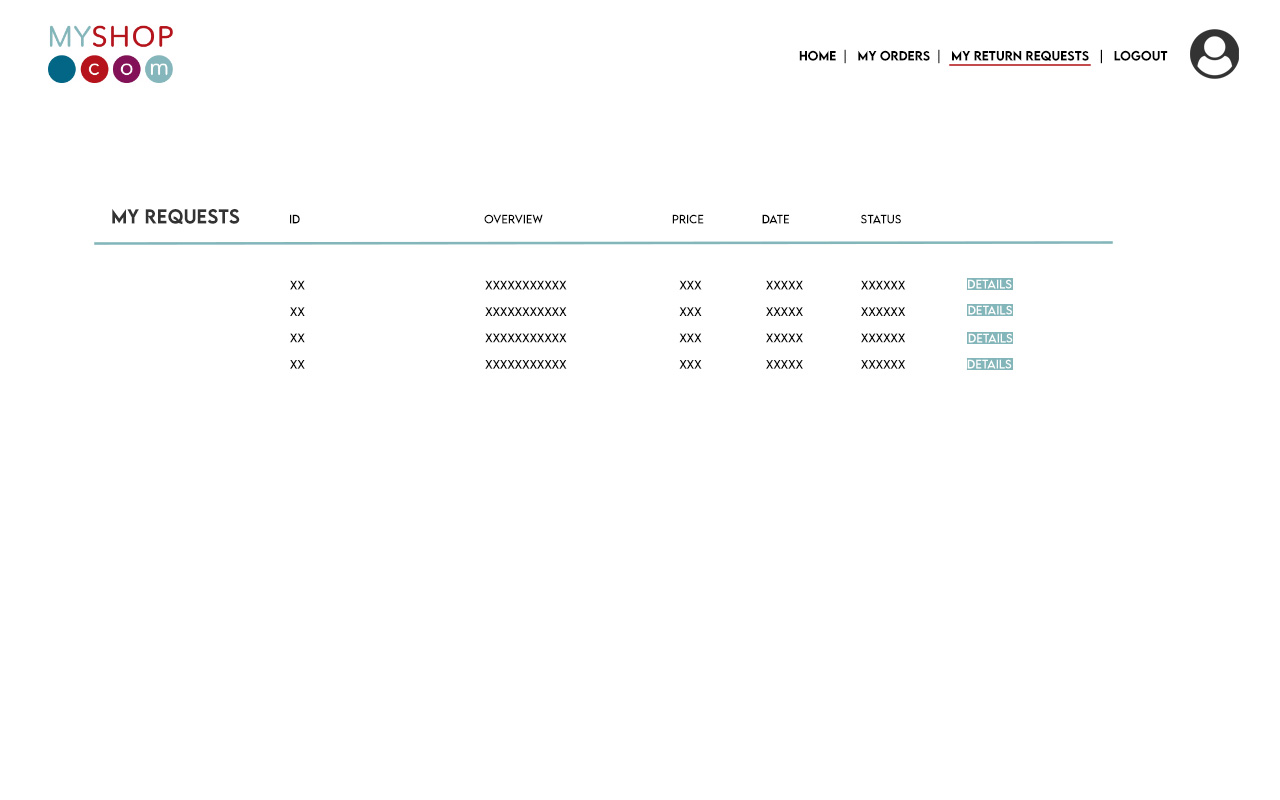 MYSHOP
com
HOME | MY ORDERS | MY RETURN REQUESTS | LOGOUT
MY REQUESTS ID OVERVIEW PRICE DATE STATUS
XX XXXXXXXXXXX XXX XXXXX XXXXXX DETAILS
XX XXXXXXXXXXX XXX XXXXX XXXXXX DETAILS
XX XXXXXXXXXXX XXX XXXXX XXXXXX DETAILS
XX XXXXXXXXXXX XXX XXXXX XXXXXX DETAILS